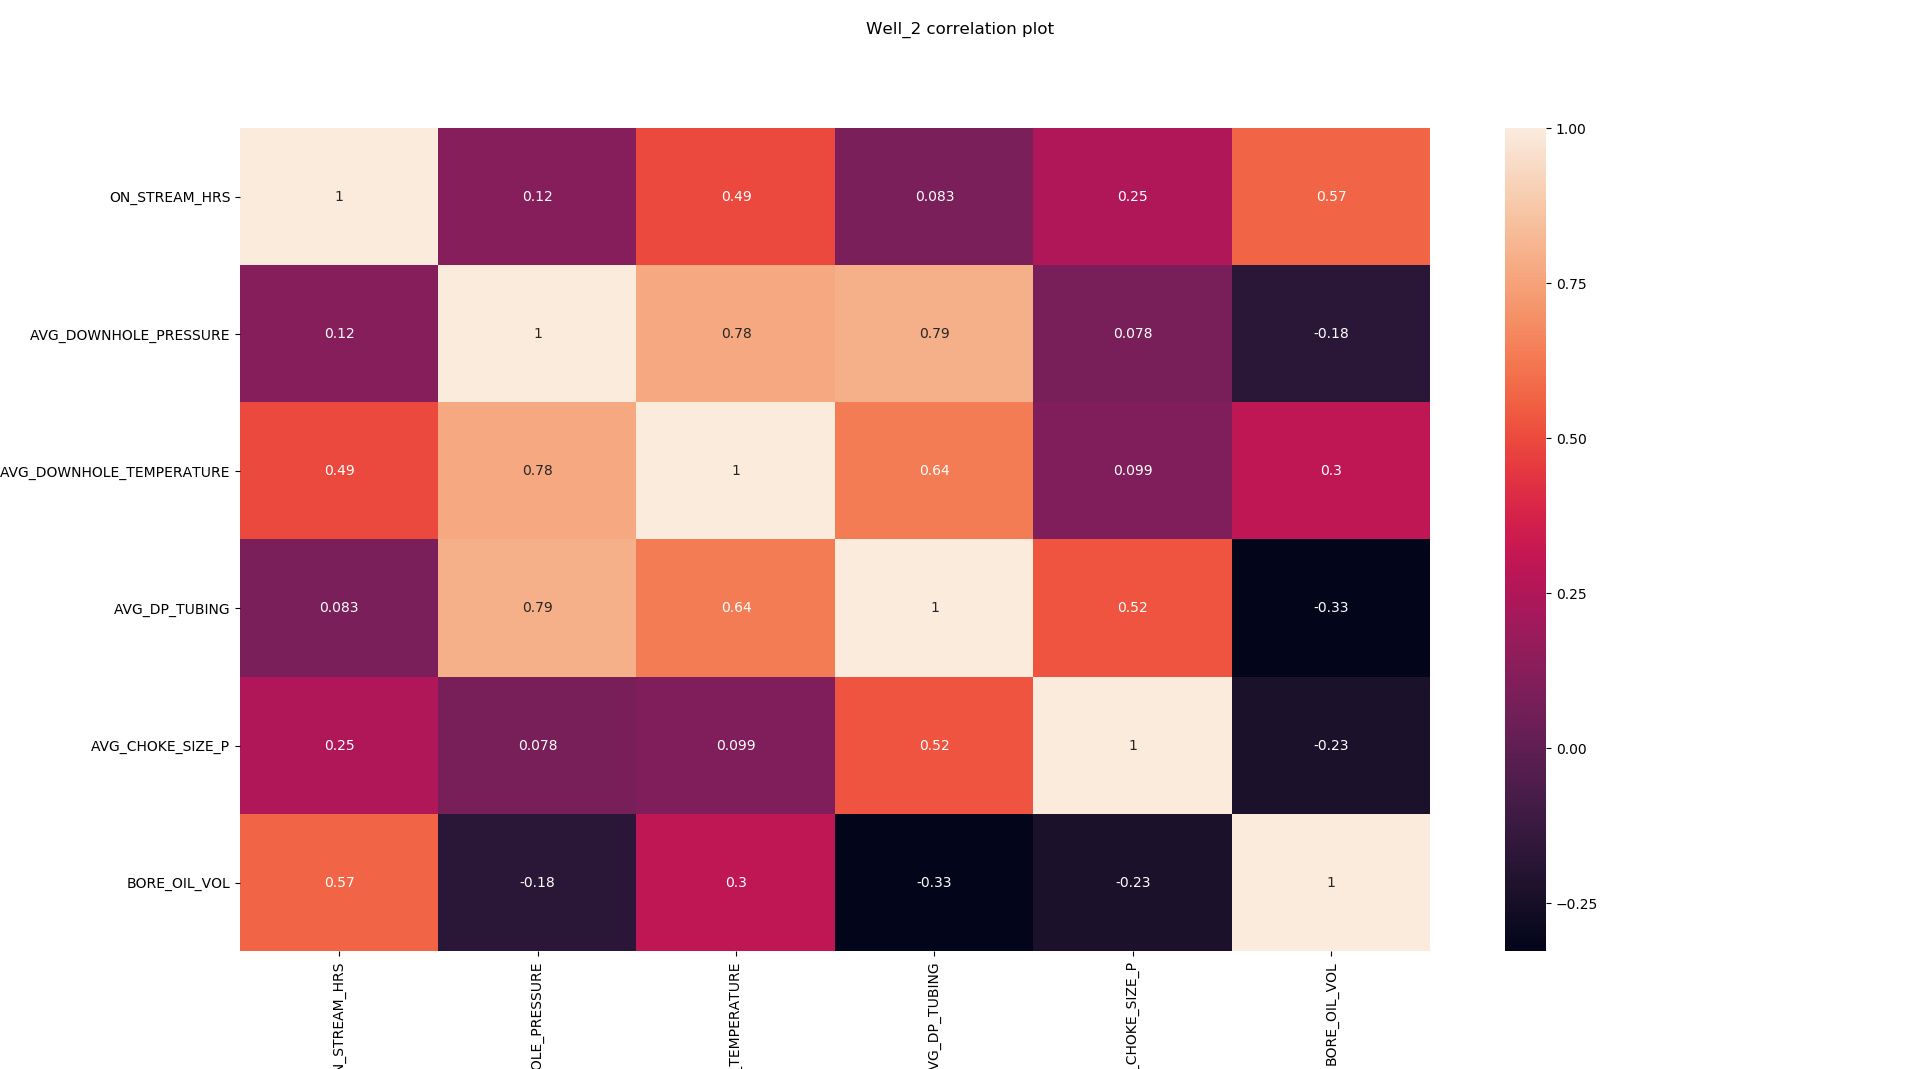 Well_2 correlation plot
ON_STREAM_HRS 1 0.12 0.49 0.083 0.25 0.57
AVG_DOWNHOLE_PRESSURE 0.12 1 0.78 0.79 0.078 -0.18
AVG_DOWNHOLE_TEMPERATURE 0.49 0.78 1 0.64 0.099 0.3
AVG_DP_TUBING 0.083 0.79 0.64 1 0.52 -0.33
AVG_CHOKE_SIZE_P 0.25 0.078 0.099 0.52 1 -0.23
BORE_OIL_VOL 0.57 -0.18 0.3 -0.33 -0.23 1
N_STREAM_HRS
OLE_PRESSURE
_TEMPERATURE
VG_DP_TUBING
_CHOKE_SIZE_P
BORE_OIL_VOL
1.00
0.75
0.50
0.25
0.00
−0.25